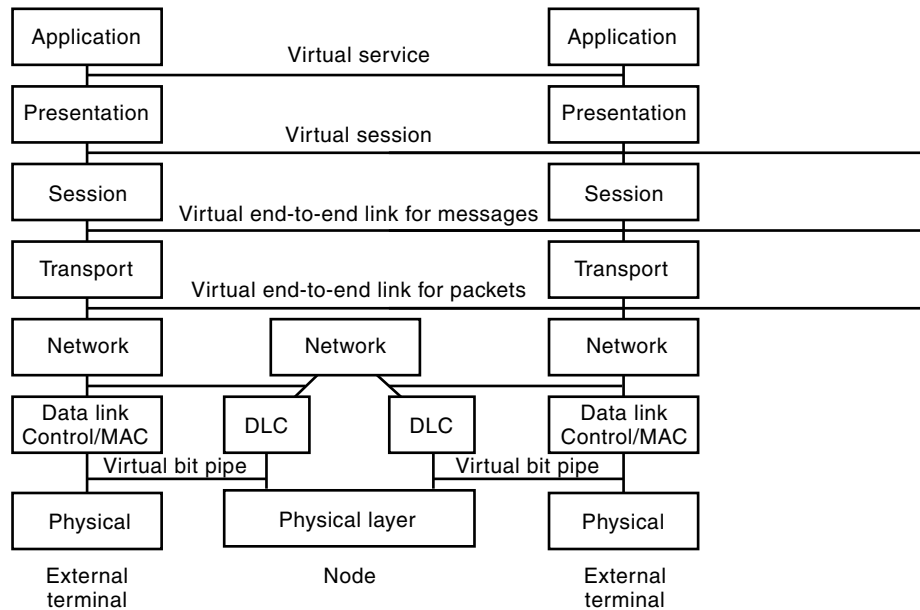 Application
Application
Virtual service
Presentation
Presentation
Virtual session
Session
Session
Virtual end-to-end link for messages
Transport
Transport
Virtual end-to-end link for packets
Network
Network
Network
Data link
Control/MAC
DLC
DLC
Data link
Control/MAC
Virtual bit pipe
Virtual bit pipe
Physical
Physical layer
Physical
External
terminal
Node
External
terminal